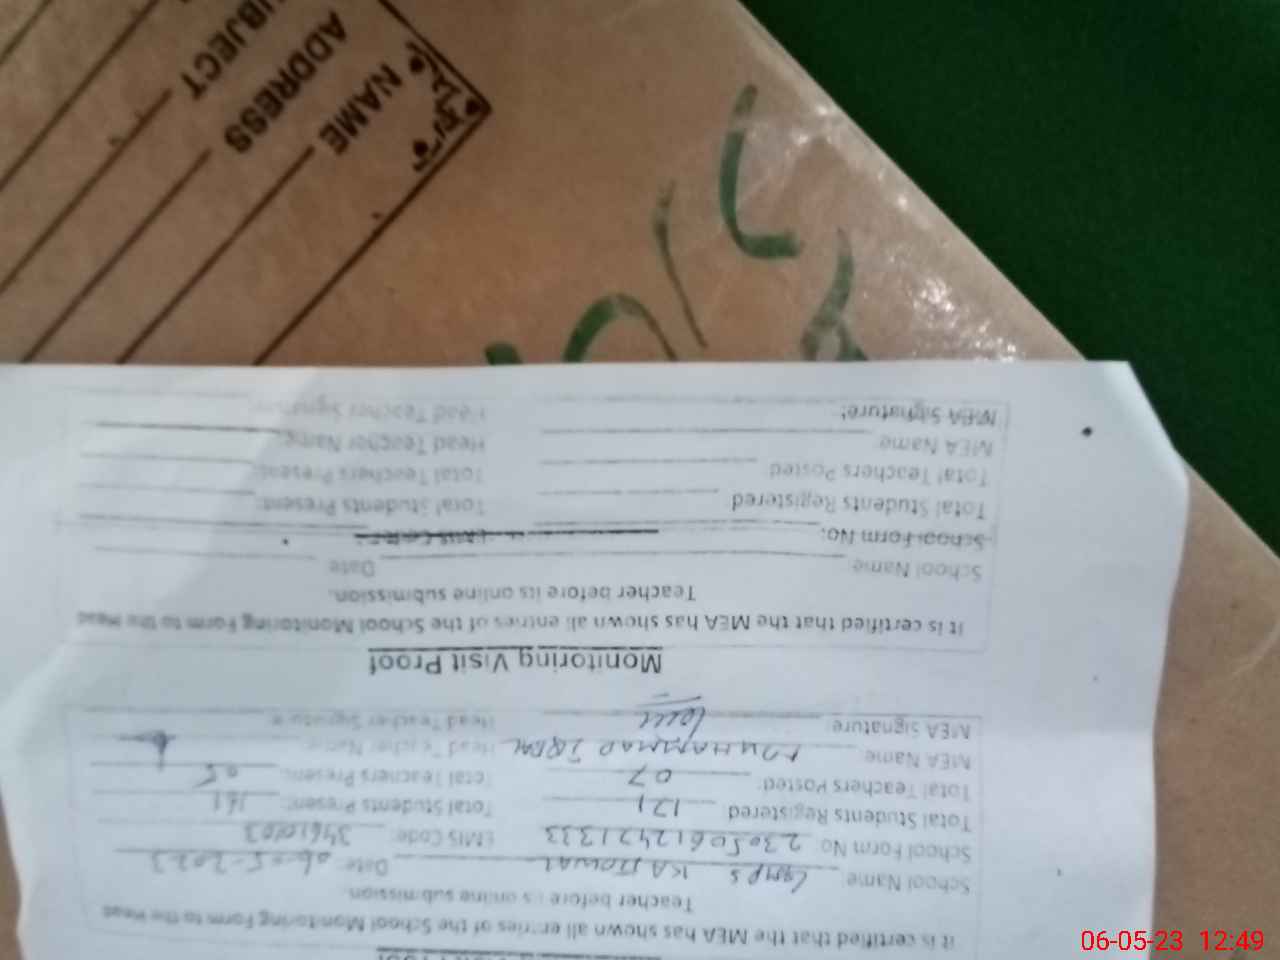 NAME
ADDRESS
SUBJECT
It is certified that the MEA has shown all entries of the School Monitoring Form to the Head
Teacher before its online submission.
School Name: GMPS Date: 06-5-2023
School Form No: 23050612471333 EMIS Code:
Total Students Registered: 171 Total Students Present: 161
Total Teachers Posted: 07 Total Teachers Present: 05
MEA Name: MUHAMMAD IQBAL Head Teacher Name:
MEA Signature: Head Teacher Signature
Monitoring Visit Proof
It is certified that the MEA has shown all entries of the School Monitoring Form to the Head
Teacher before its online submission.
School Name: Date
School Form No: EMIS Code:
Total Students Registered Total Students Present:
Total Teachers Posted Total Teachers Present:
MEA Name: Head Teacher Name:
MEA Signature: Head Teacher Signature:
06-05-23 12:49